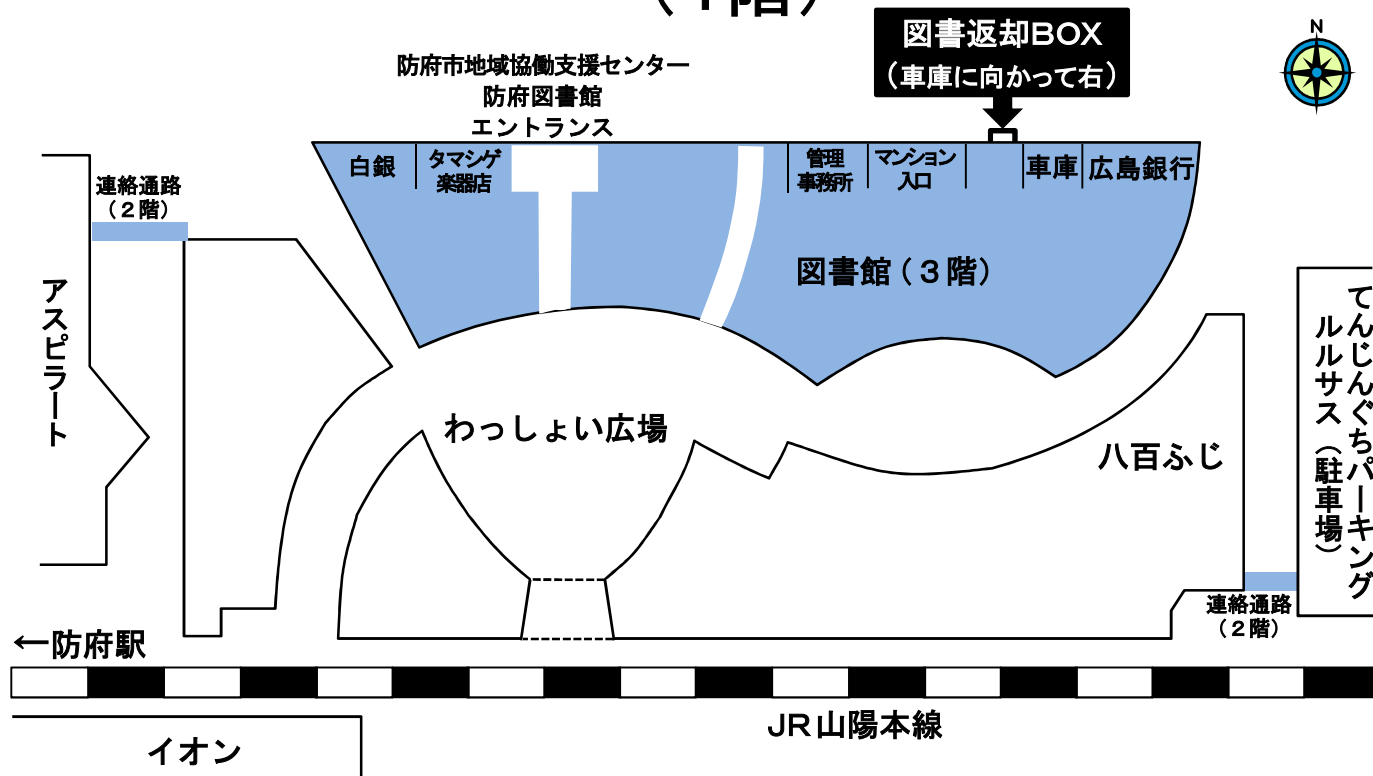 （１階）
図書返却ＢＯＸ
（車庫に向かって右）
N
防府市地域協働支援センター
防府図書館
エントランス
白銀
タマシゲ
楽器店
管理
事務所
マンション
入口
車庫
広島銀行
連絡通路
（２階）
図書館（３階）
アスピラート
わっしょい広場
八百ふじ
てんじんぐちパーキング
ルルサス（駐車場）
連絡通路
（２階）
←防府駅
ＪＲ山陽本線
イオン